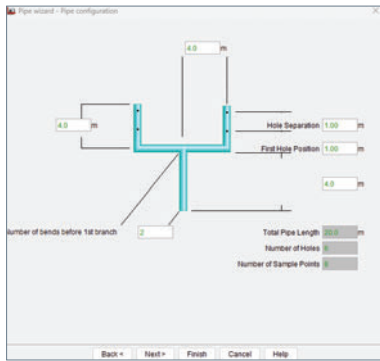 Pipe wizard - Pipe configuration
4.0 m
4.0 m
Hole Separation 1.00 m
First Hole Position 1.00 m
4.0 m
Number of bends before 1st branch 2
Total Pipe Length 20.0 m
Number of Holes
Number of Sample Points
Back < Next > Finish Cancel Help